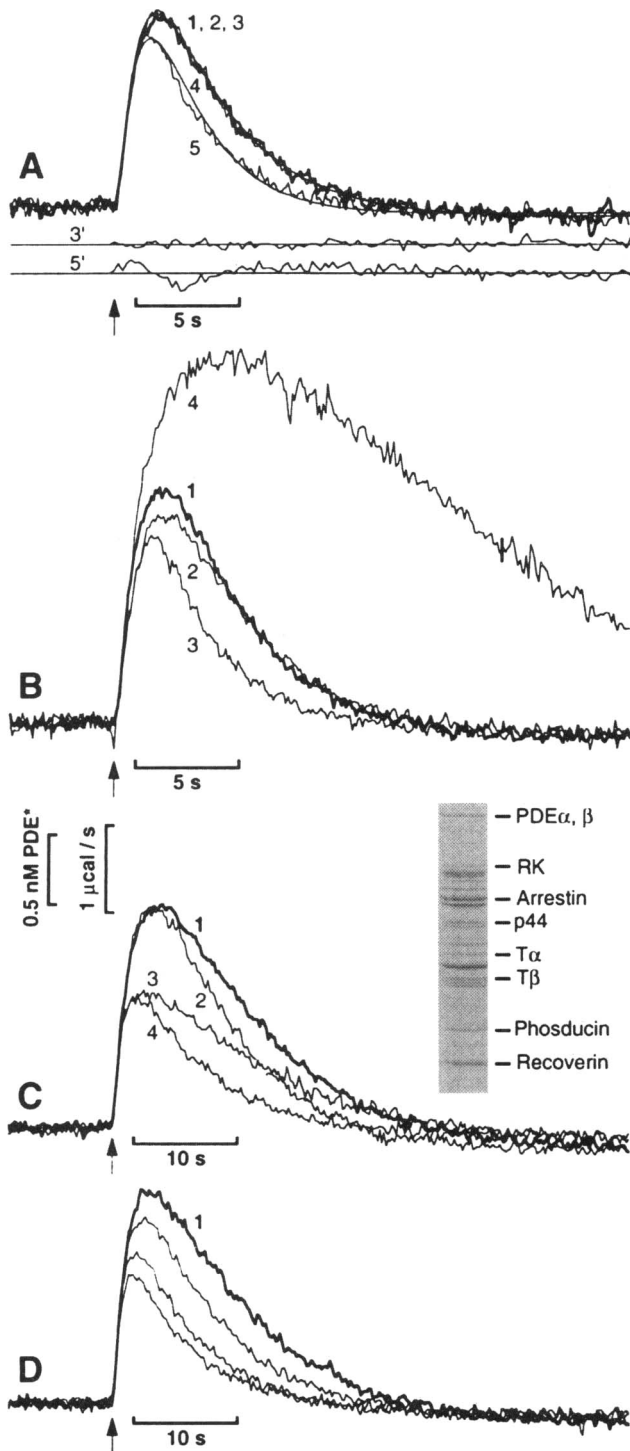 1, 2, 3
4
5
A
3'
5'
5 s
4
1
2
3
B
5 s
0.5 nM PDE*
1 μcal / s
PDEα, β
RK
Arrestin
p44
Tα
Tβ
Phosducin
Recoverin
1
3
2
4
C
10 s
1
D
10 s